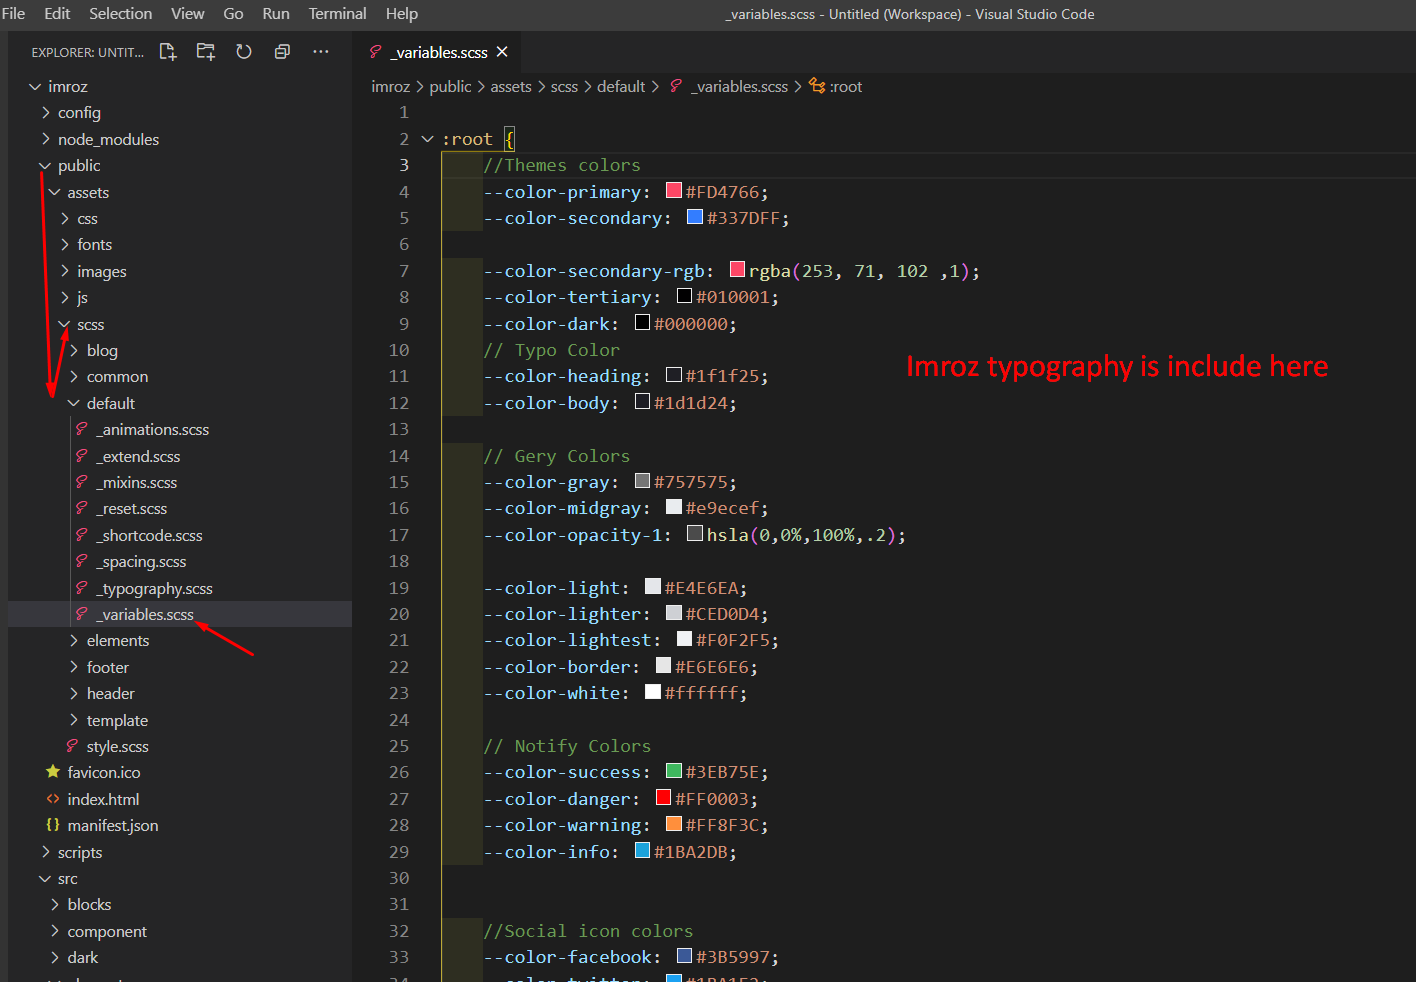 File Edit Selection View Go Run Terminal Help
_variables.scss - Untitled (Workspace) - Visual Studio Code
EXPLORER: UNTIT...
imroz
config
node_modules
public
assets
css
fonts
images
js
scss
blog
common
default
_animations.scss
_extend.scss
_mixins.scss
_reset.scss
_shortcode.scss
_spacing.scss
_typography.scss
_variables.scss
elements
footer
header
template
style.scss
favicon.ico
index.html
manifest.json
scripts
src
blocks
component
dark
_variables.scss
imroz > public > assets > scss > default > _variables.scss > :root
1
2 :root {
3 //Themes colors
4 --color-primary: #FD4766;
5 --color-secondary: #337DFF;
6
7 --color-secondary-rgb: rgba(253, 71, 102 ,1);
8 --color-tertiary: #010001;
9 --color-dark: #000000;
10 // Typo Color
11 --color-heading: #1f1f25;
12 --color-body: #1d1d24;
13
14 // Gery Colors
15 --color-gray: #757575;
16 --color-midgray: #e9ecef;
17 --color-opacity-1: hsla(0,0%,100%,.2);
18
19 --color-light: #E4E6EA;
20 --color-lighter: #CED0D4;
21 --color-lightest: #F0F2F5;
22 --color-border: #E6E6E6;
23 --color-white: #ffffff;
24
25 // Notify Colors
26 --color-success: #3EB75E;
27 --color-danger: #FF0003;
28 --color-warning: #FF8F3C;
29 --color-info: #1BA2DB;
30
31
32 //Social icon colors
33 --color-facebook: #3B5997;
34 --color-twitter: #1BA1F2;
Imroz typography is include here